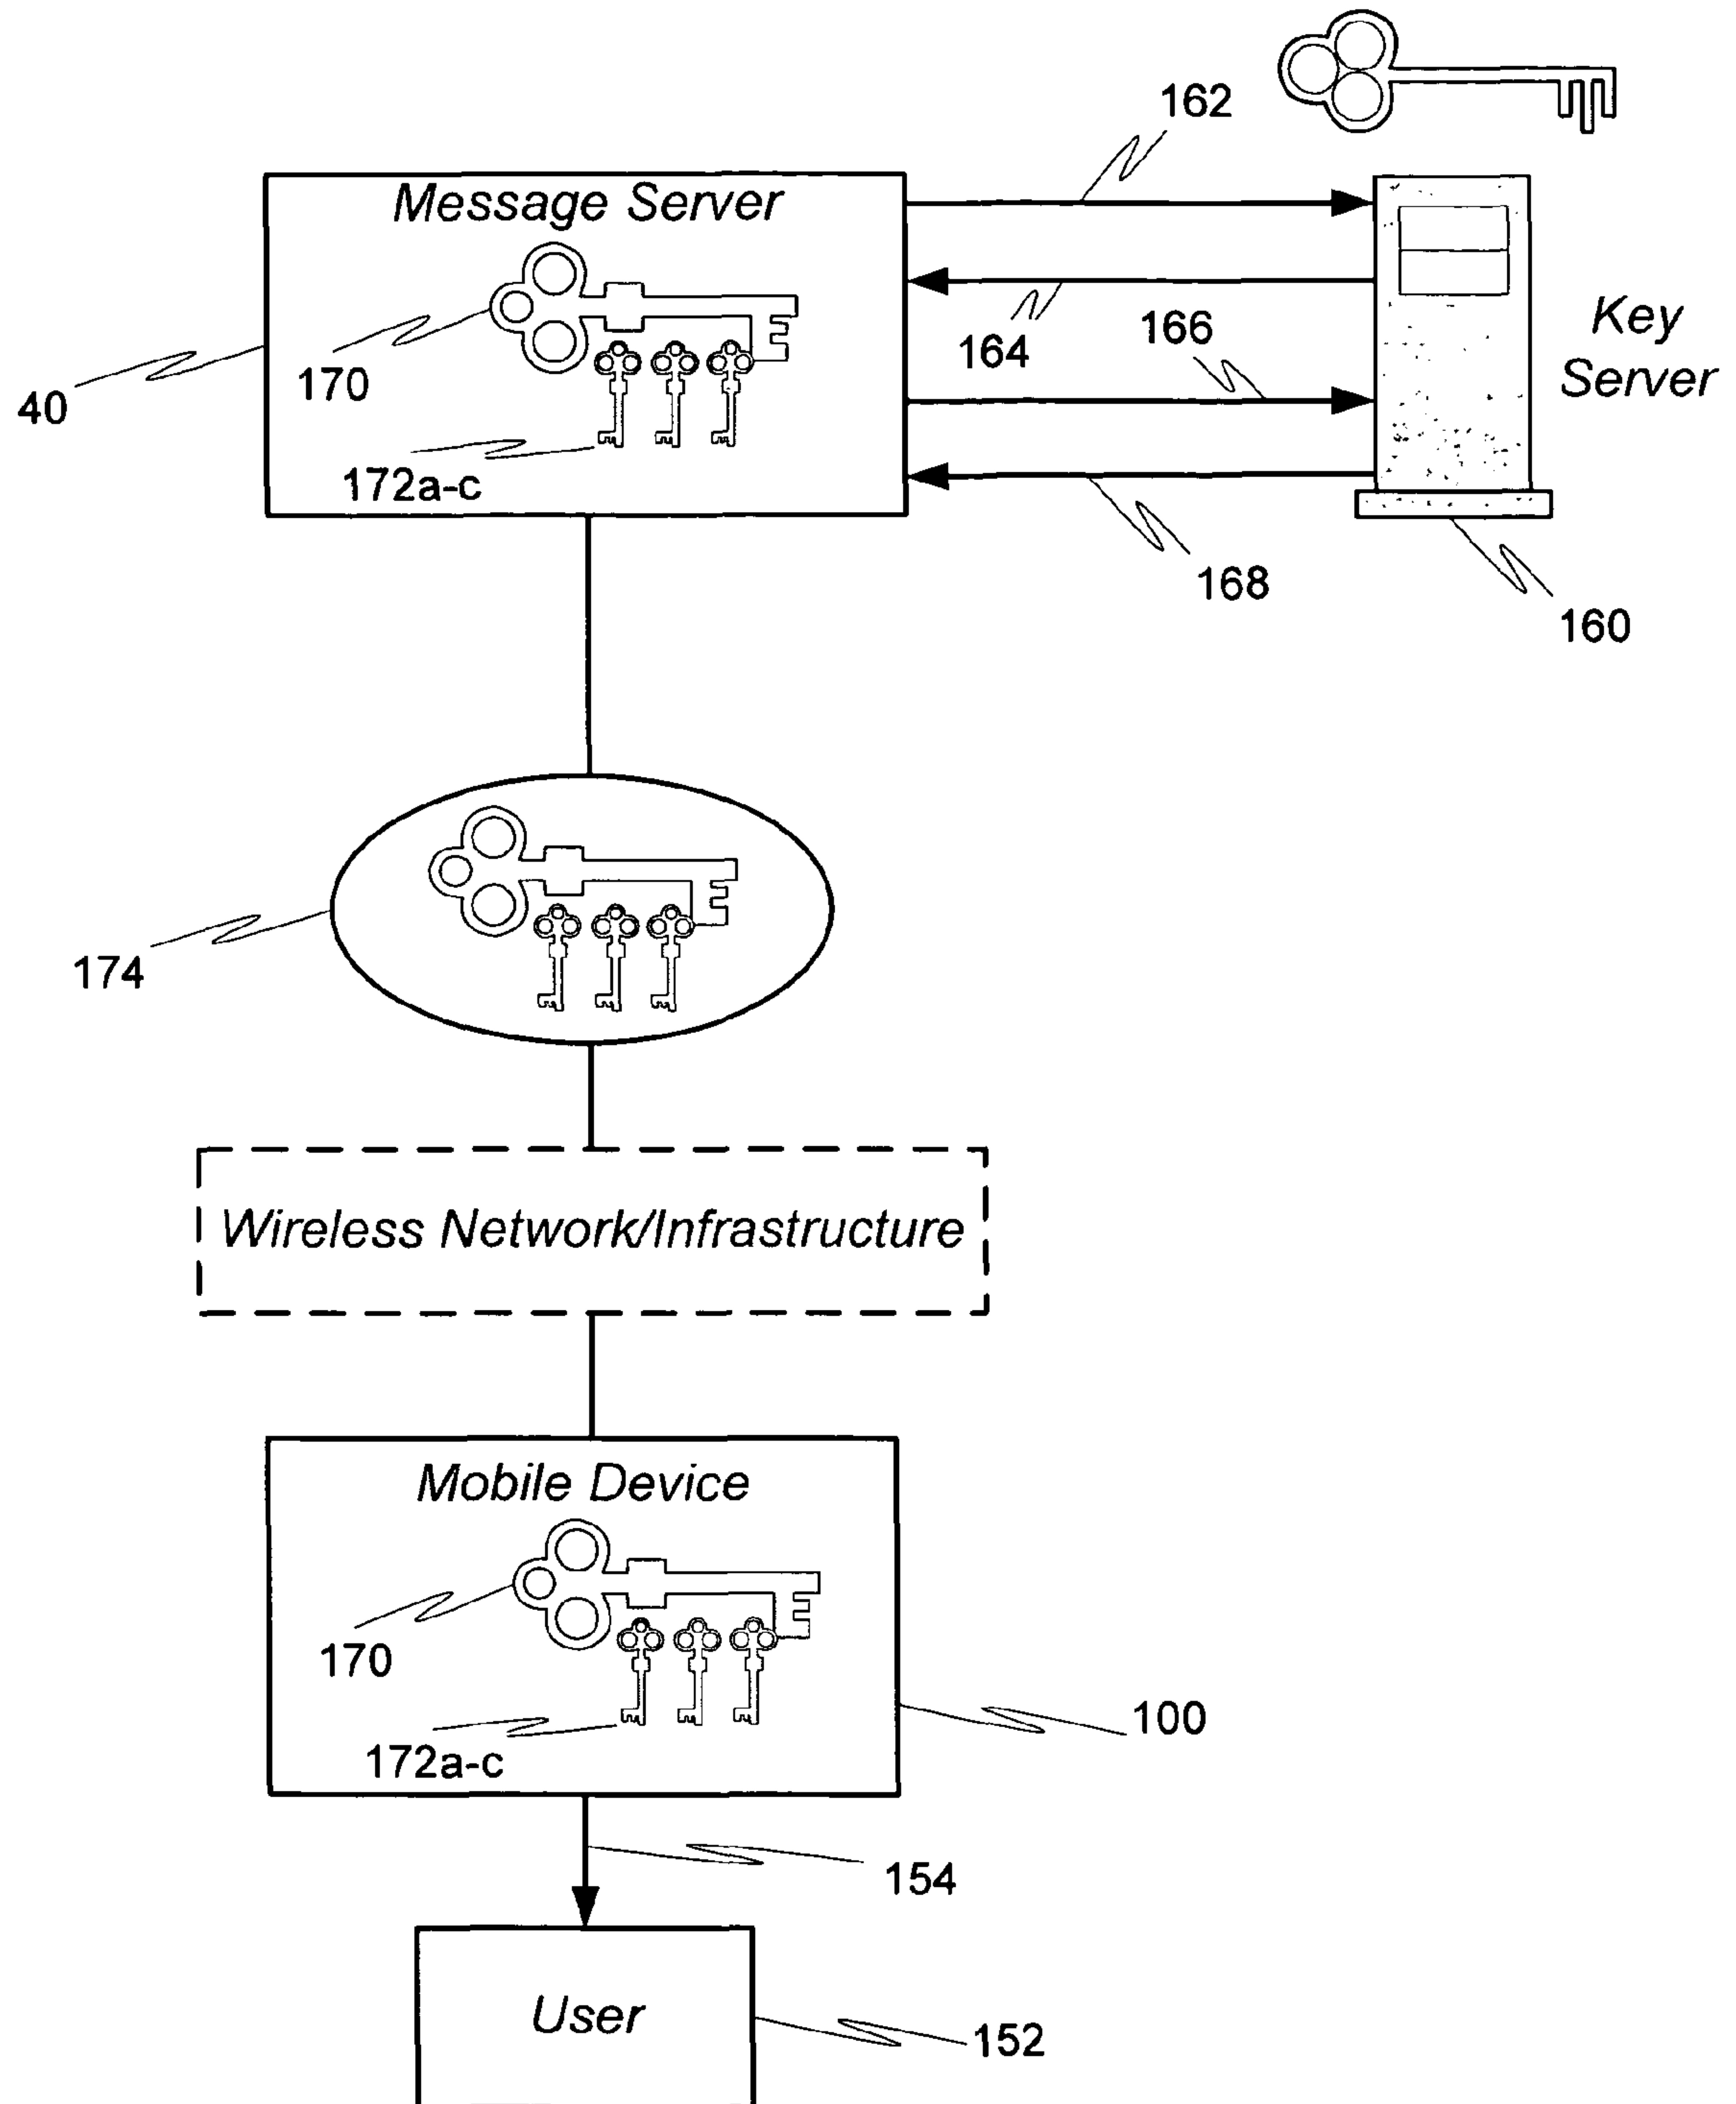 162
Message Server
164
166
Key
Server
40
170
172a-c
168
160
174
Wireless Network/Infrastructure
Mobile Device
170
172a-c
100
154
User
152